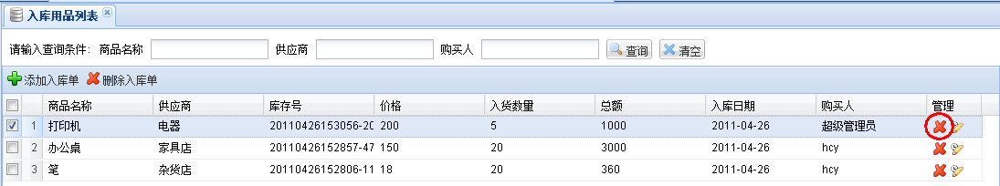 入库用品列表
请输入查询条件: 商品名称 供应商 购买人 查询 清空
添加入库单 删除入库单
商品名称 供应商 库存号 价格 入货数量 总额 入库日期 购买人 管理
1 打印机 电器 20110426153056-20 200 5 1000 2011-04-26 超级管理员
2 办公桌 家具店 20110426152857-47 150 20 3000 2011-04-26 hcy
3 笔 杂货店 20110426152806-11 18 20 360 2011-04-26 hcy